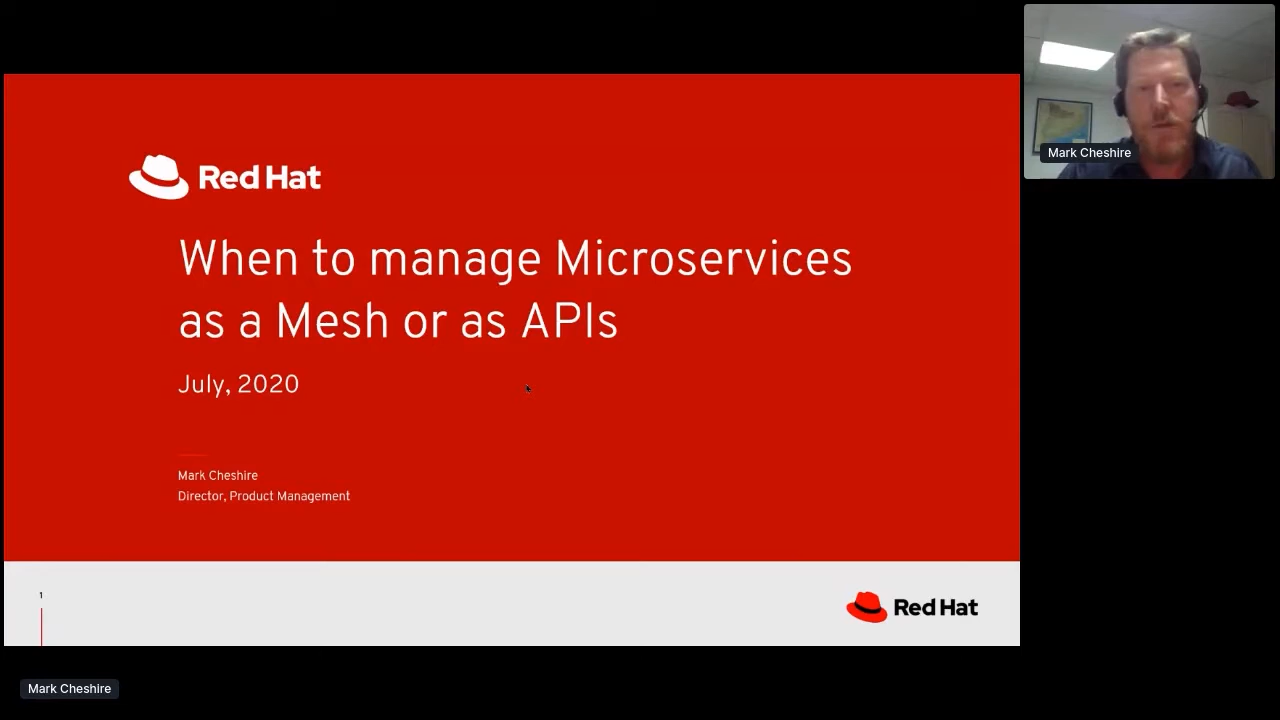 Red Hat
When to manage Microservices
as a Mesh or as APIs
July, 2020
Mark Cheshire
Director, Product Management
1
Red Hat
Mark Cheshire
Mark Cheshire